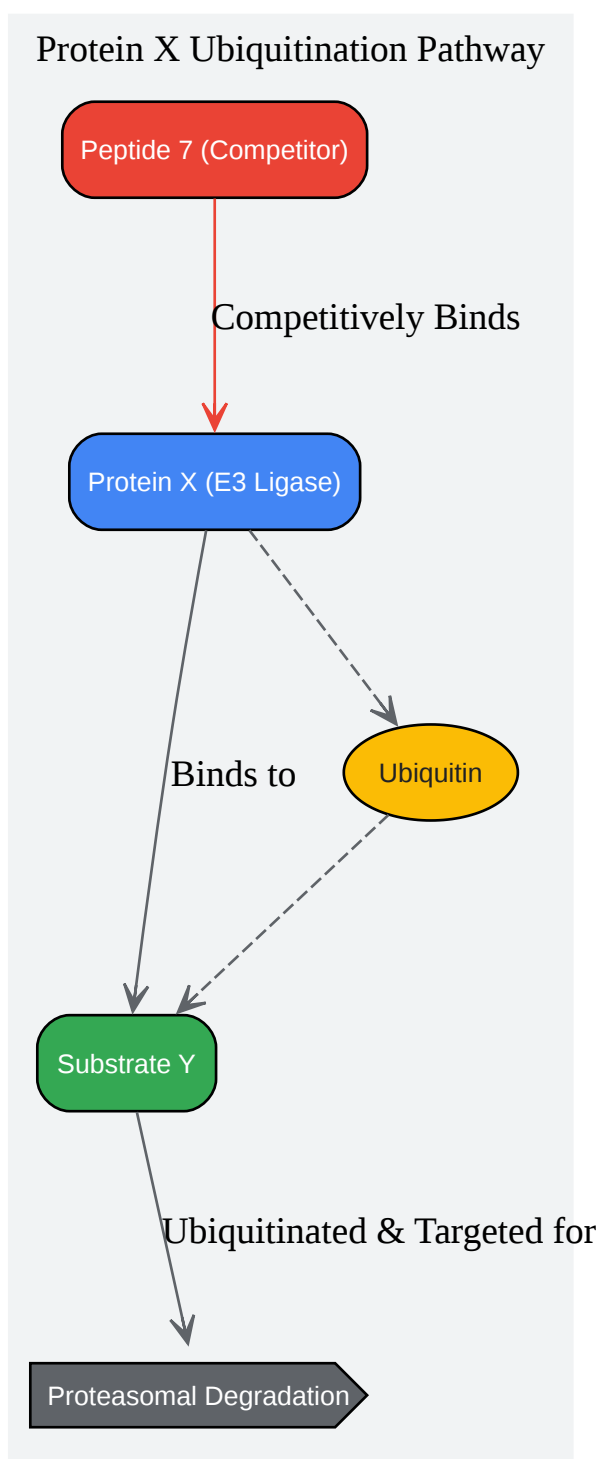 Protein X Ubiquitination Pathway
Peptide 7 (Competitor)
Competitively Binds
Protein X (E3 Ligase)
Binds to
Ubiquitin
Substrate Y
Ubiquitinated & Targeted for
Proteasomal Degradation